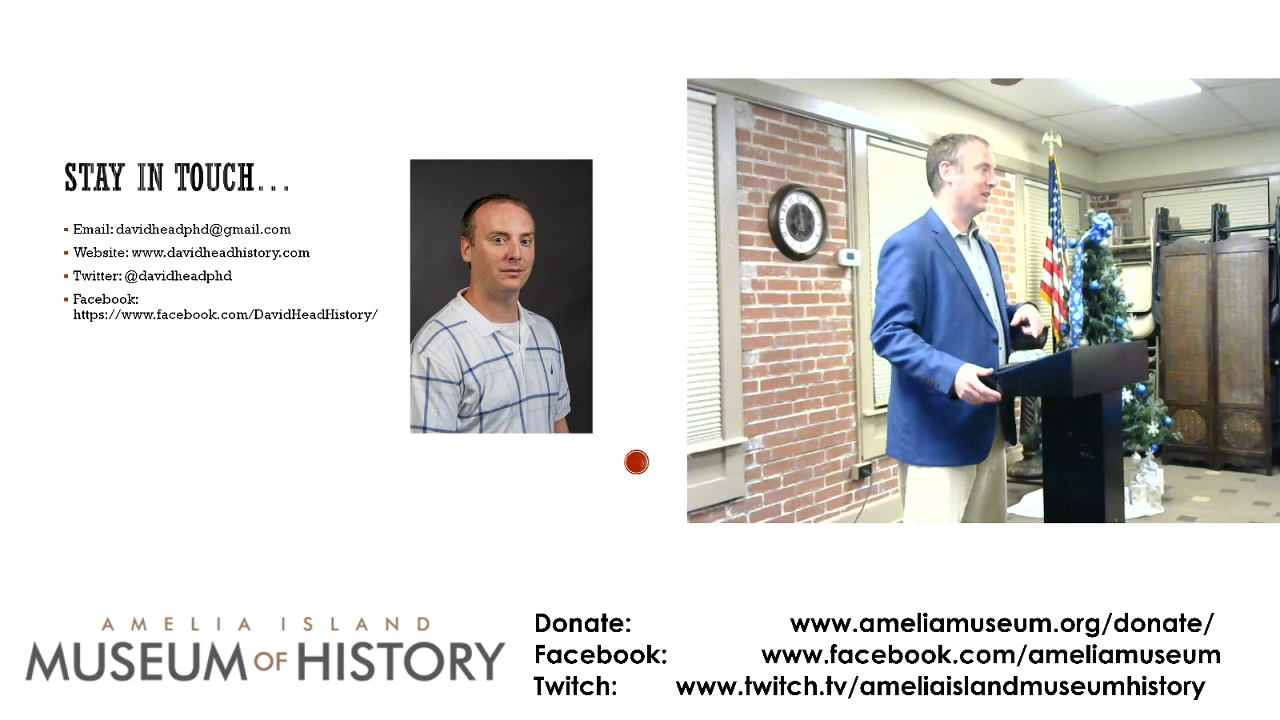 STAY IN TOUCH...
Email: davidheadphd@gmail.com
Website: www.davidheadhistory.com
Twitter: @davidheadphd
Facebook:
https://www.facebook.com/DavidHeadHistory/
AMELIA ISLAND
MUSEUM OF HISTORY
Donate: www.ameliamuseum.org/donate/
Facebook: www.facebook.com/ameliamuseum
Twitch: www.twitch.tv/ameliaislandmuseumhistory